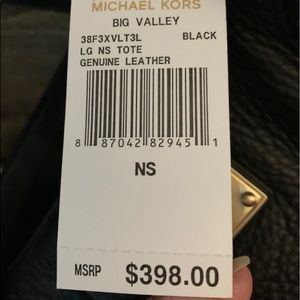 MICHAEL KORS
BIG VALLEY
38F3XVLT3L BLACK
LG NS TOTE
GENUINE LEATHER
8 87042 82945 1
NS
MSRP $398.00